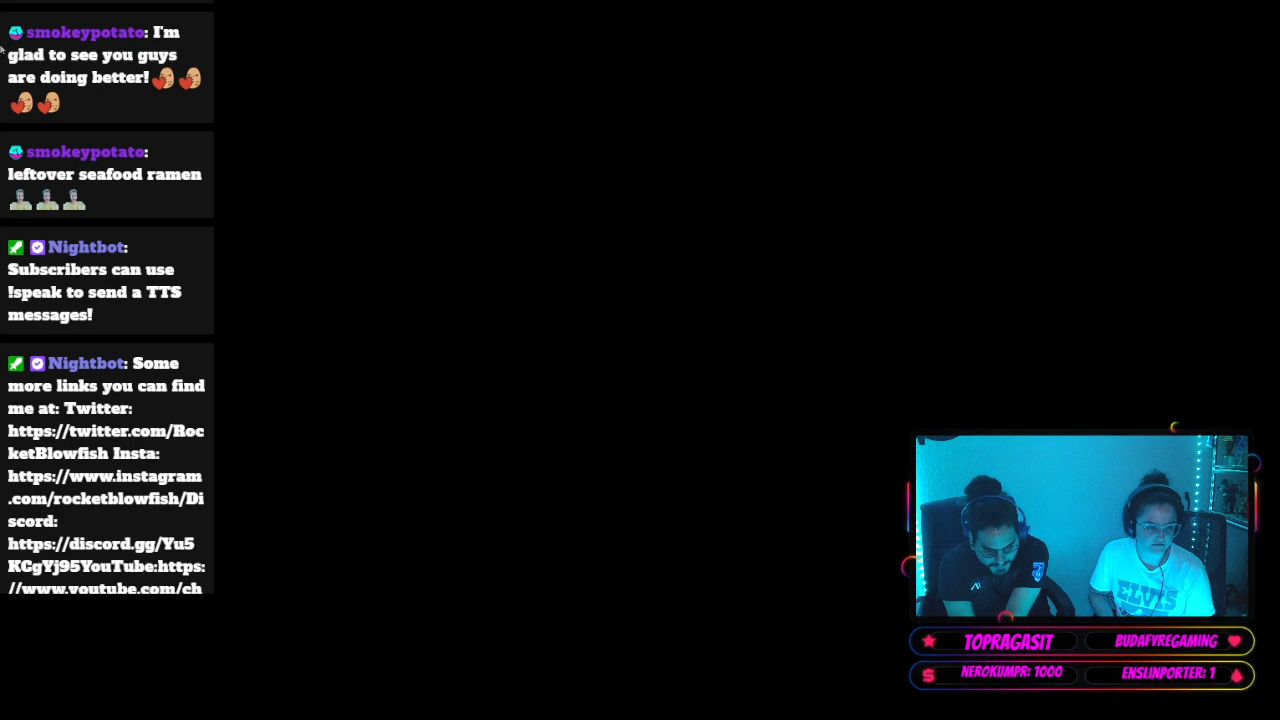 smokeypotato: I'm
glad to see you guys
are doing better!
smokeypotato:
leftover seafood ramen
Nightbot:
Subscribers can use
!speak to send a TTS
messages!
Nightbot: Some
more links you can find
me at: Twitter:
https://twitter.com/Roc
ketBlowfish Insta:
https://www.instagram
.com/rocketblowfish/Di
scord:
https://discord.gg/Yu5
KCgYj95YouTube:https:
//www.youtube.com/ch
ELVIS
TOPRAGASIT
BUDAFYREGAMING
NEROKUMPR: 1000
ENSLINPORTER: 1